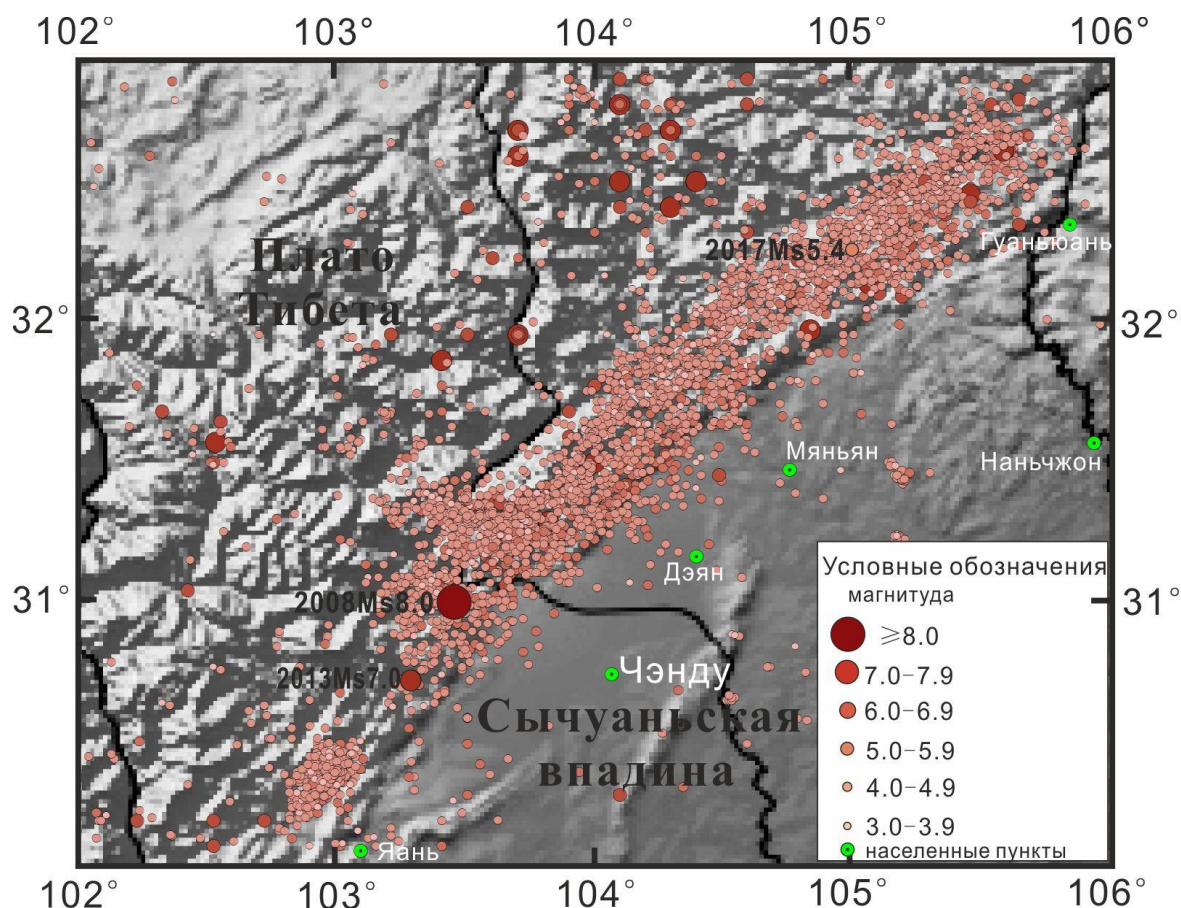 102° 103° 104° 105° 106°
Плато
Тибета
2017Ms5.4
Гуаньюань
32° 32°
Мяньян
Наньчжон
Дэян
31° 31°
2008Ms8.0
2013Ms7.0
Чэнду
Сычуаньская
впадина
Яань
Условные обозначения
магнитуда
≥8.0
7.0–7.9
6.0–6.9
5.0–5.9
4.0–4.9
3.0–3.9
населенные пункты
102° 103° 104° 105° 106°